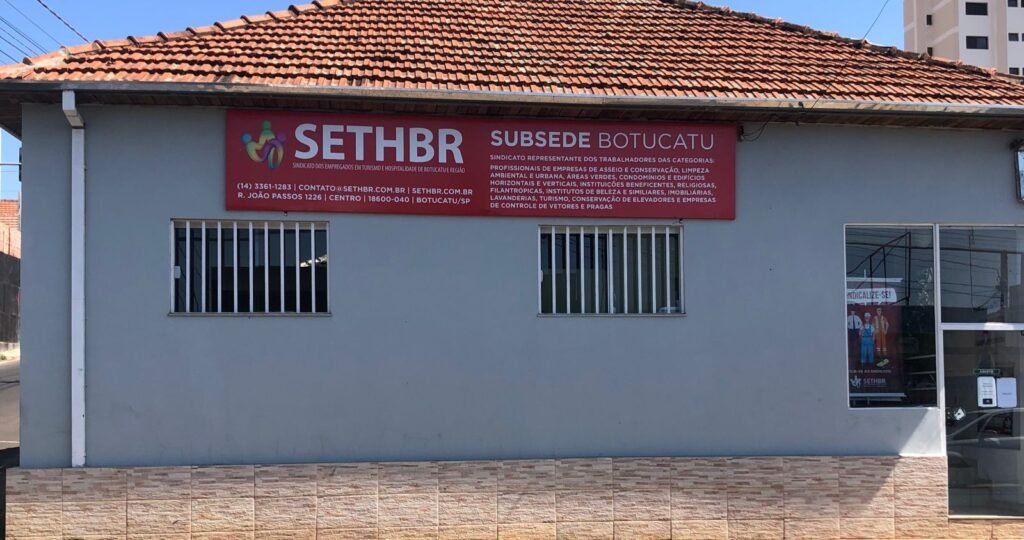 SETHBR
SINDICATO DOS EMPREGADOS EM TURISMO E HOSPITALIDADE DE BOTUCATU E REGIÃO
(14) 3361-1283 | CONTATO@SETHBR.COM.BR | SETHBR.COM.BR
R. JOÃO PASSOS 1226 | CENTRO | 18600-040 | BOTUCATU/SP
SUBSEDE BOTUCATU
SINDICATO REPRESENTANTE DOS TRABALHADORES DAS CATEGORIAS:
PROFISSIONAIS DE EMPRESAS DE ASSEIO E CONSERVAÇÃO, LIMPEZA
AMBIENTAL E URBANA, ÁREAS VERDES, CONDOMÍNIOS E EDIFÍCIOS
HORIZONTAIS E VERTICAIS, INSTITUIÇÕES BENEFICENTES, RELIGIOSAS,
FILANTRÓPICAS, INSTITUTOS DE BELEZA E SIMILIARES, IMOBILIÁRIAS,
LAVANDERIAS, TURISMO, CONSERVAÇÃO DE ELEVADORES E EMPRESAS
DE CONTROLE DE VETORES E PRAGAS
NDICALIZE-SE!
SETHBR
ABERTO